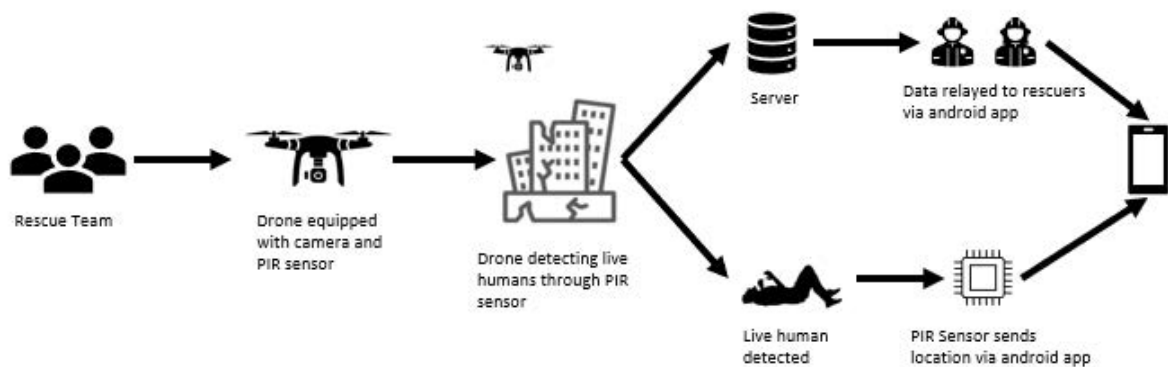 Rescue Team
Drone equipped
with camera and
PIR sensor
Drone detecting live
humans through PIR
sensor
Server
Data relayed to rescuers
via android app
Live human
detected
PIR Sensor sends
location via android app